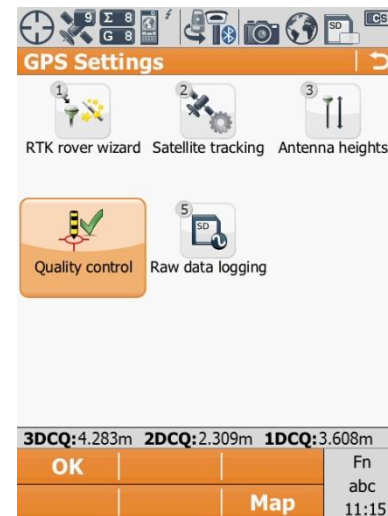 9 Σ 8
G 8
SD
CS
GPS Settings
1 2 3
RTK rover wizard Satellite tracking Antenna heights
5
SD
Quality control Raw data logging
3DCQ:4.283m 2DCQ:2.309m 1DCQ:3.608m
OK Fn
abc
Map 11:15